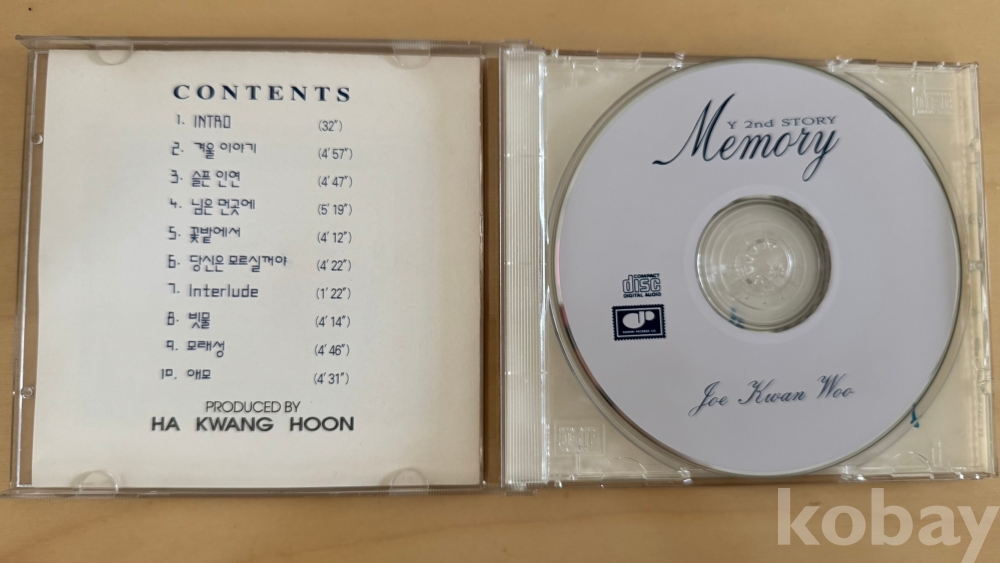 CONTENTS
1. INTRO (32")
2.겨울 이야기 (4' 57")
3. 슬픈 인연 (4' 47")
4. 님은 먼곳에 (5' 19")
5. 꽃밭에서 (4' 12")
6. 당신은 모르실꺼야 (4' 22")
7. Interlude (1' 22")
8. 빗물 (4' 14")
9. 모래성 (4' 46")
10. 애모 (4' 31")
PRODUCED BY
HA KWANG HOON
Y 2nd STORY
Memory
COMPACT
disc
DIGITAL AUDIO
Joe Kwan Woo
kobay